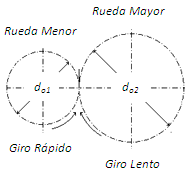 Rueda Mayor
Rueda Menor
do1
do2
Giro Rápido
Giro Lento